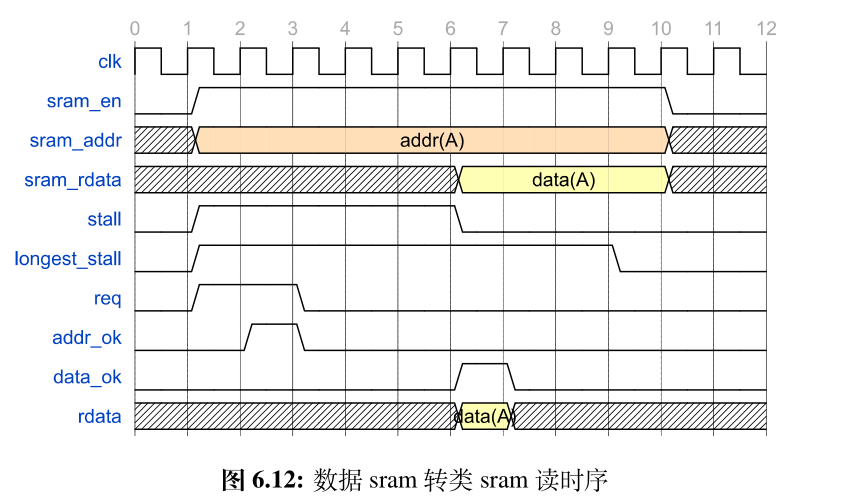 0 1 2 3 4 5 6 7 8 9 10 11 12
clk
sram_en
sram_addr addr(A)
sram_rdata data(A)
stall
longest_stall
req
addr_ok
data_ok
rdata data(A)
图 6.12: 数据 sram 转类 sram 读时序